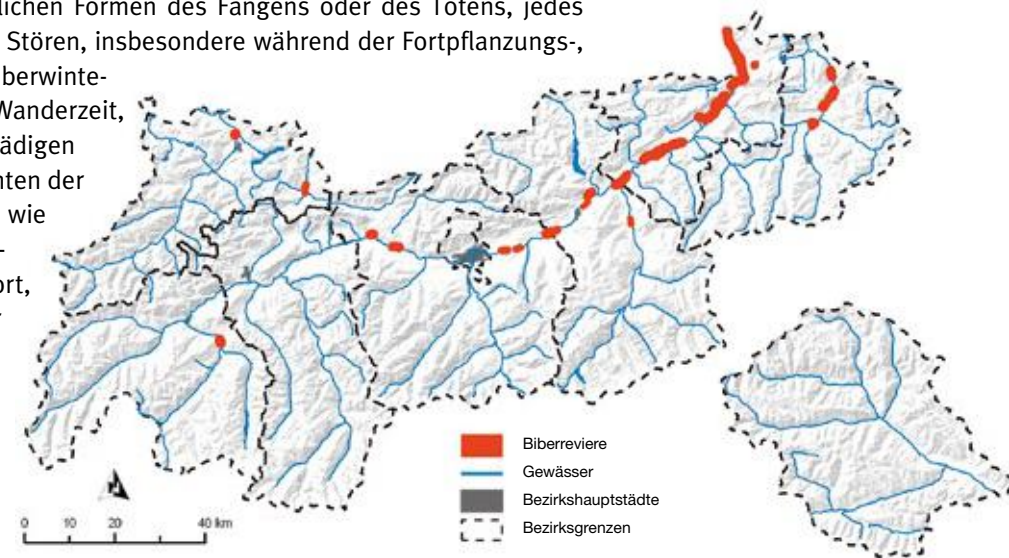 lichen Formen des Fangens oder des Tötens, jedes
Stören, insbesondere während der Fortpflanzungs-,
berwinte-
Wanderzeit,
ädigen
nten der
wie
-
ort,
Biberreviere
Gewässer
Bezirkshauptstädte
Bezirksgrenzen
0 10 20 40 km